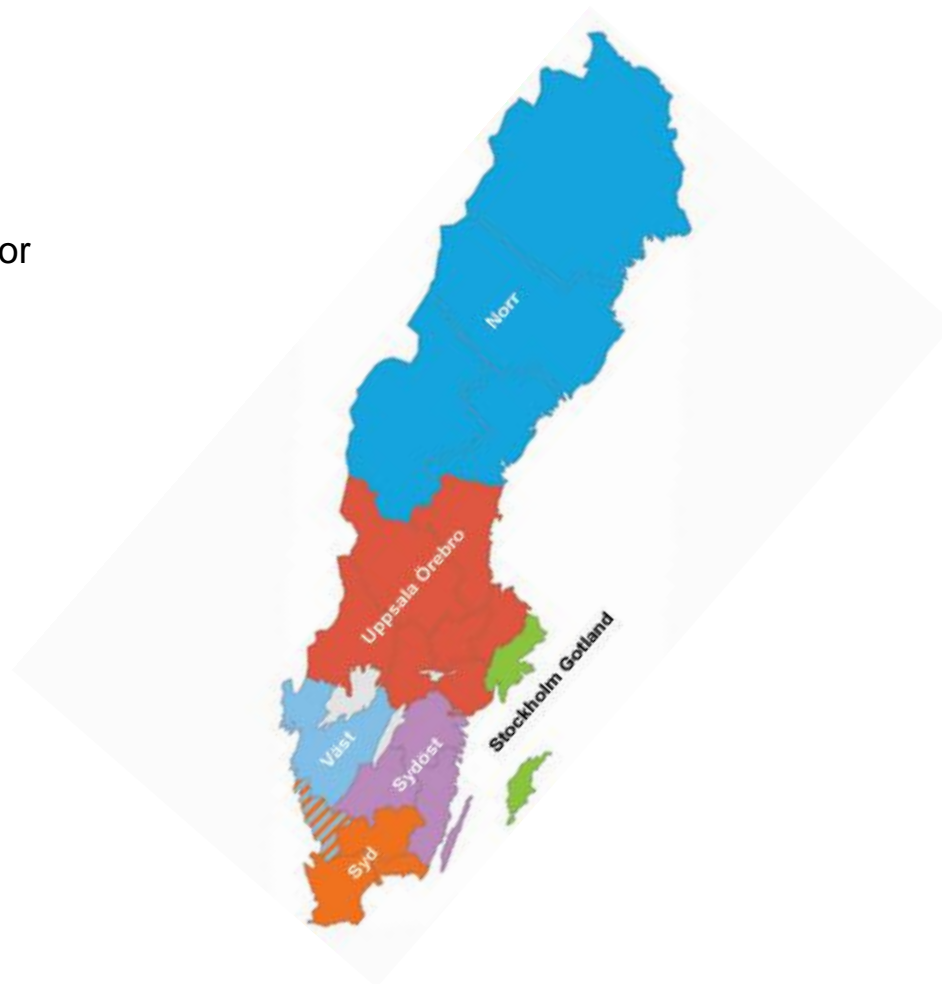 or
Norr
Uppsala Örebro
Stockholm Gotland
Väst
Sydöst
Syd